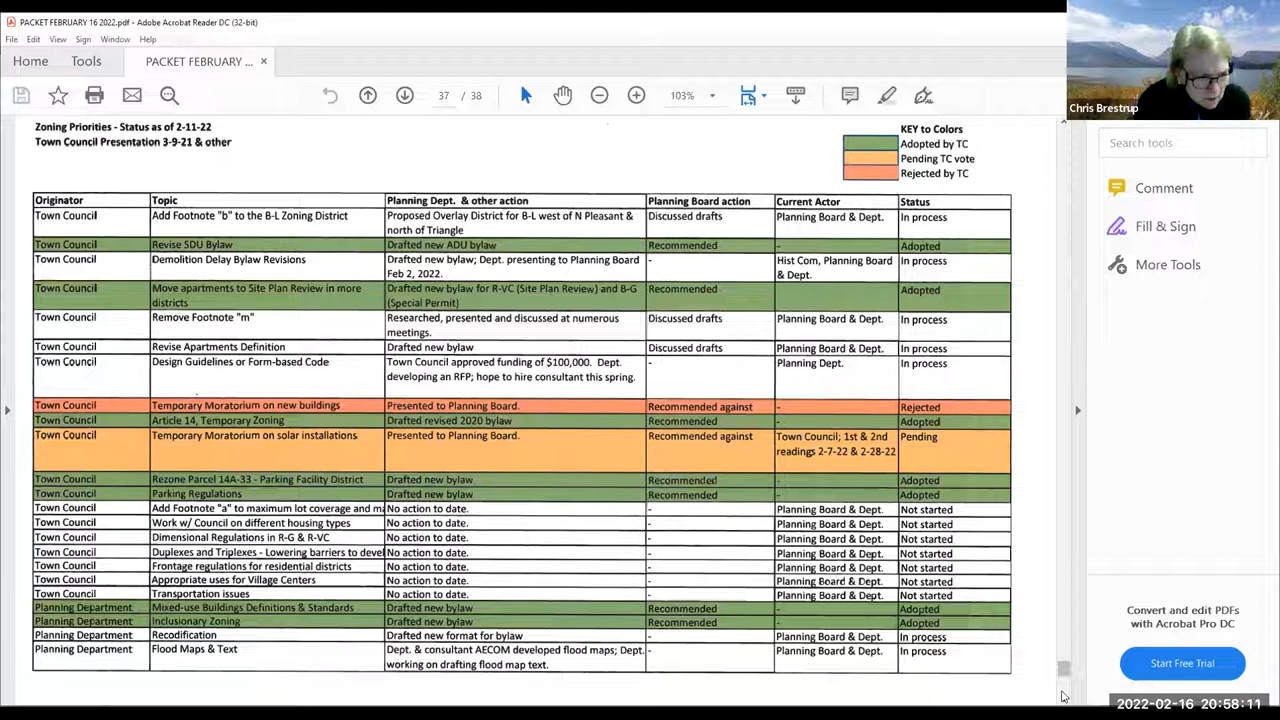 PACKET FEBRUARY 16 2022.pdf - Adobe Acrobat Reader DC (32-bit)
File Edit View Sign Window Help
Home Tools PACKET FEBRUARY ... ×
37 / 38 103%
Chris Brestrup
Zoning Priorities - Status as of 2-11-22
Town Council Presentation 3-9-21 & other
KEY to Colors
Adopted by TC
Pending TC vote
Rejected by TC
Originator Topic Planning Dept. & other action Planning Board action Current Actor Status
Town Council Add Footnote "b" to the B-L Zoning District Proposed Overlay District for B-L west of N Pleasant & Discussed drafts Planning Board & Dept. In process
north of Triangle
Town Council Revise SDU Bylaw Drafted new ADU bylaw Recommended - Adopted
Town Council Demolition Delay Bylaw Revisions Drafted new bylaw; Dept. presenting to Planning Board - Hist Com, Planning Board In process
Feb 2, 2022. & Dept.
Town Council Move apartments to Site Plan Review in more Drafted new bylaw for R-VC (Site Plan Review) and B-G Recommended Adopted
districts (Special Permit)
Town Council Remove Footnote "m" Researched, presented and discussed at numerous Discussed drafts Planning Board & Dept. In process
meetings.
Town Council Revise Apartments Definition Drafted new bylaw Discussed drafts Planning Board & Dept. In process
Town Council Design Guidelines or Form-based Code Town Council approved funding of $100,000. Dept. - Planning Dept. In process
developing an RFP; hope to hire consultant this spring.
Town Council Temporary Moratorium on new buildings Presented to Planning Board. Recommended against - Rejected
Town Council Article 14, Temporary Zoning Drafted revised 2020 bylaw Recommended - Adopted
Town Council Temporary Moratorium on solar installations Presented to Planning Board. Recommended against Town Council; 1st & 2nd Pending
readings 2-7-22 & 2-28-22
Town Council Rezone Parcel 14A-33 - Parking Facility District Drafted new bylaw Recommended - Adopted
Town Council Parking Regulations Drafted new bylaw Recommended - Adopted
Town Council Add Footnote "a" to maximum lot coverage and ma No action to date. - Planning Board & Dept. Not started
Town Council Work w/ Council on different housing types No action to date. - Planning Board & Dept. Not started
Town Council Dimensional Regulations in R-G & R-VC No action to date. - Planning Board & Dept. Not started
Town Council Duplexes and Triplexes - Lowering barriers to devel No action to date. - Planning Board & Dept. Not started
Town Council Frontage regulations for residential districts No action to date. - Planning Board & Dept. Not started
Town Council Appropriate uses for Village Centers No action to date. - Planning Board & Dept. Not started
Town Council Transportation issues No action to date. - Planning Board & Dept. Not started
Planning Department Mixed-use Buildings Definitions & Standards Drafted new bylaw Recommended - Adopted
Planning Department Inclusionary Zoning Drafted new bylaw Recommended - Adopted
Planning Department Recodification Drafted new format for bylaw - Planning Board & Dept. In process
Planning Department Flood Maps & Text Dept. & consultant AECOM developed flood maps; Dept. - Planning Board & Dept. In process
working on drafting flood map text.
Search tools
Comment
Fill & Sign
More Tools
Convert and edit PDFs
with Acrobat Pro DC
Start Free Trial
2022-02-16 20:58:11